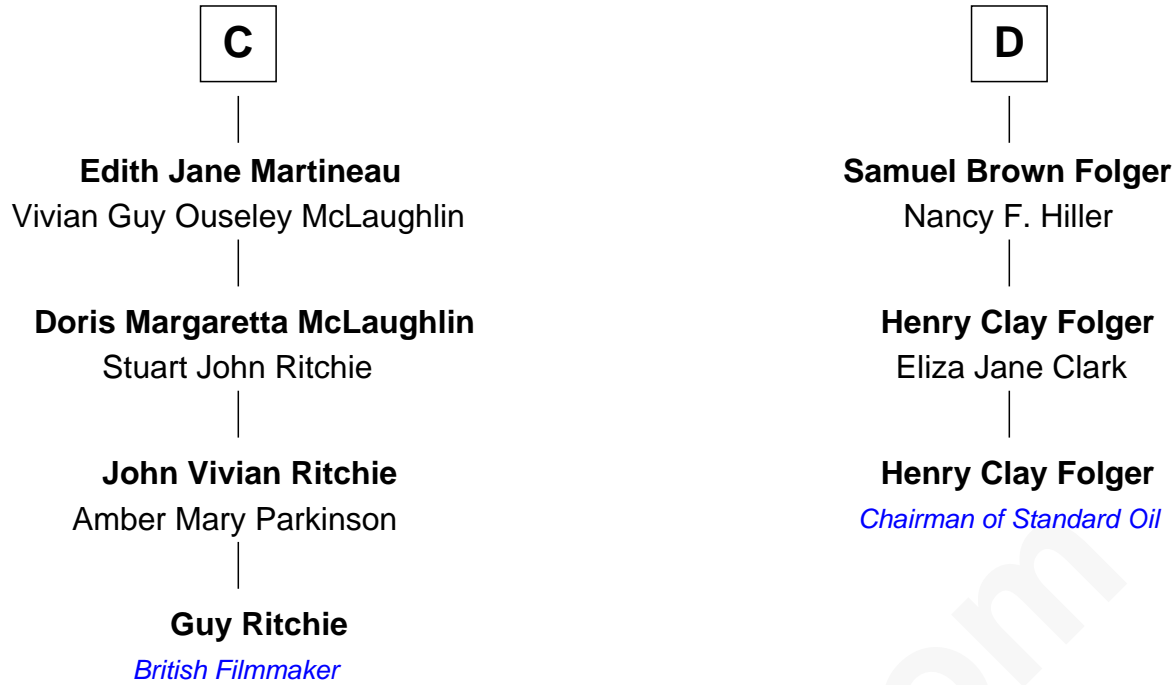 C
Edith Jane Martineau
Vivian Guy Ouseley McLaughlin
Doris Margaretta McLaughlin
Stuart John Ritchie
John Vivian Ritchie
Amber Mary Parkinson
Guy Ritchie
British Filmmaker
D
Samuel Brown Folger
Nancy F. Hiller
Henry Clay Folger
Eliza Jane Clark
Henry Clay Folger
Chairman of Standard Oil
om